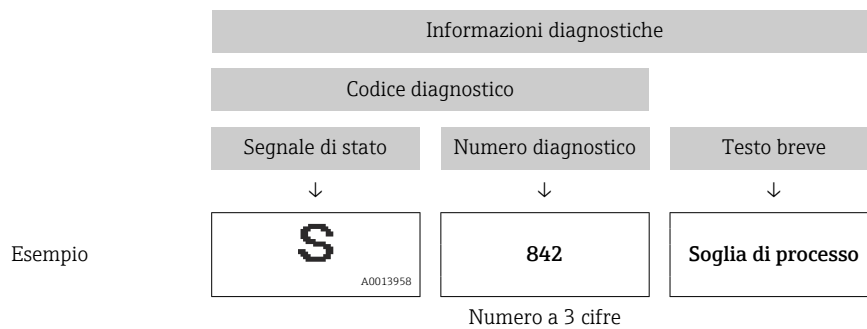 Informazioni diagnostiche
Codice diagnostico
Segnale di stato Numero diagnostico Testo breve
↓ ↓ ↓
Esempio S 842 Soglia di processo
A0013958
Numero a 3 cifre